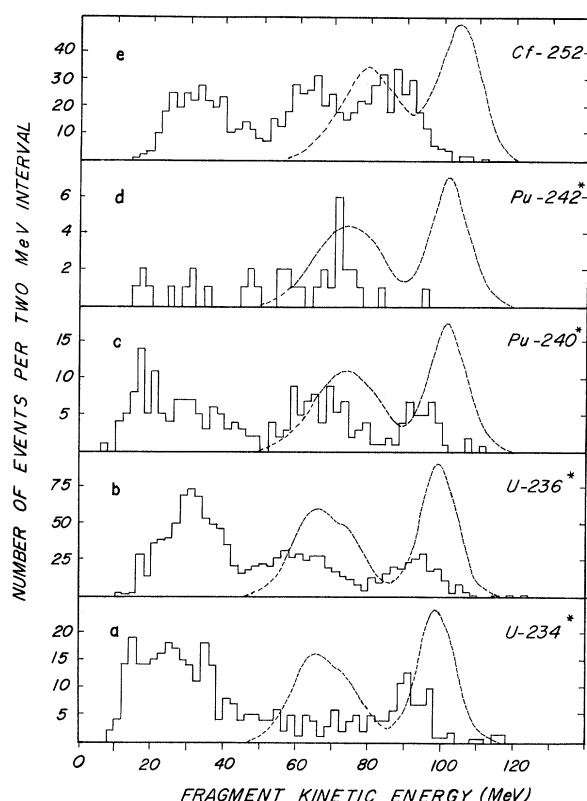 NUMBER OF EVENTS PER TWO MeV INTERVAL
40
30
20
10
e
Cf-252
6
4
2
d
Pu-242*
15
10
5
c
Pu-240*
75
50
25
b
U-236*
20
15
10
5
a
U-234*
0 20 40 60 80 100 120
FRAGMENT KINETIC ENERGY (MeV)